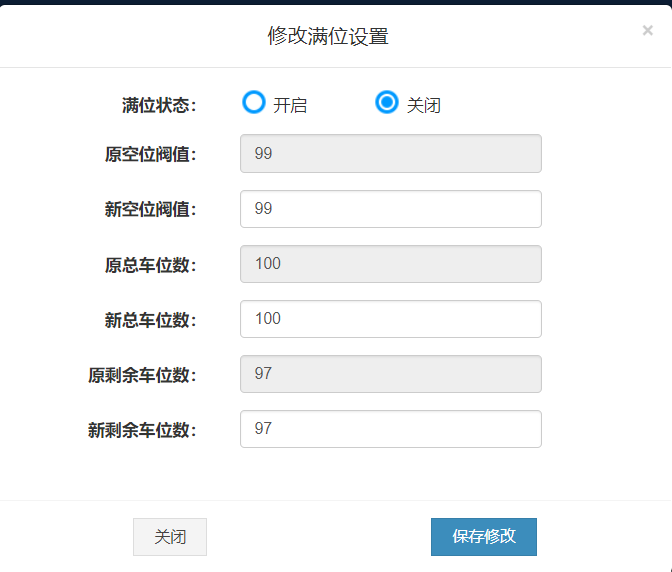 修改满位设置
×
满位状态： 开启 关闭
原空位阀值： 99
新空位阀值： 99
原总车位数： 100
新总车位数： 100
原剩余车位数： 97
新剩余车位数： 97
关闭 保存修改